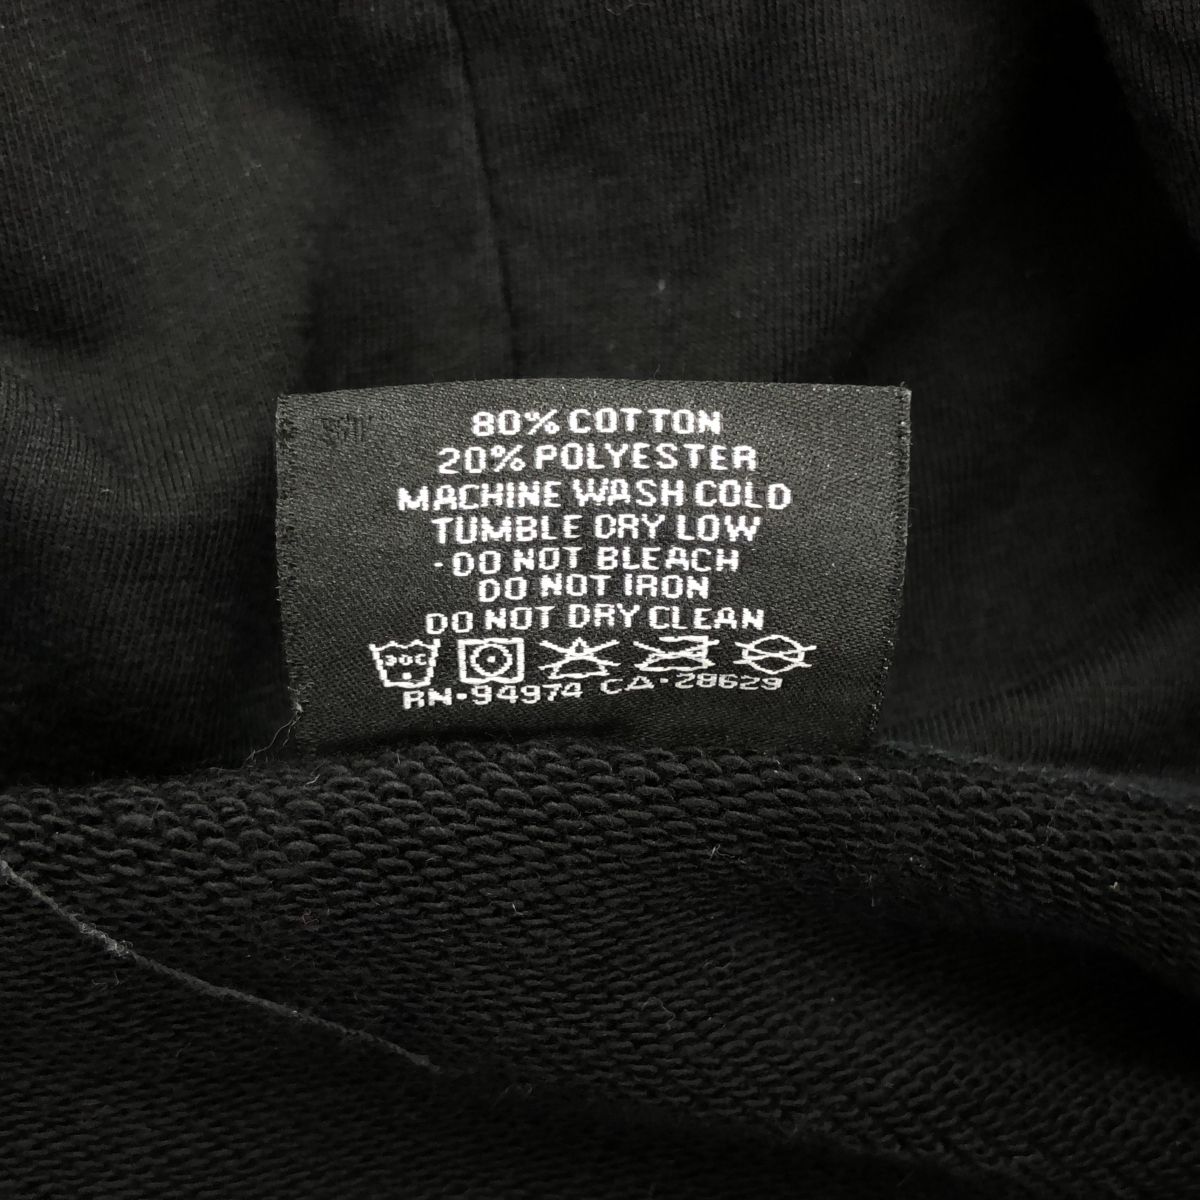 80% COTTON
20% POLYESTER
MACHINE WASH COLD
TUMBLE DRY LOW
-DO NOT BLEACH
DO NOT IRON
DO NOT DRY CLEAN
30C
RN-94974 CA-28629